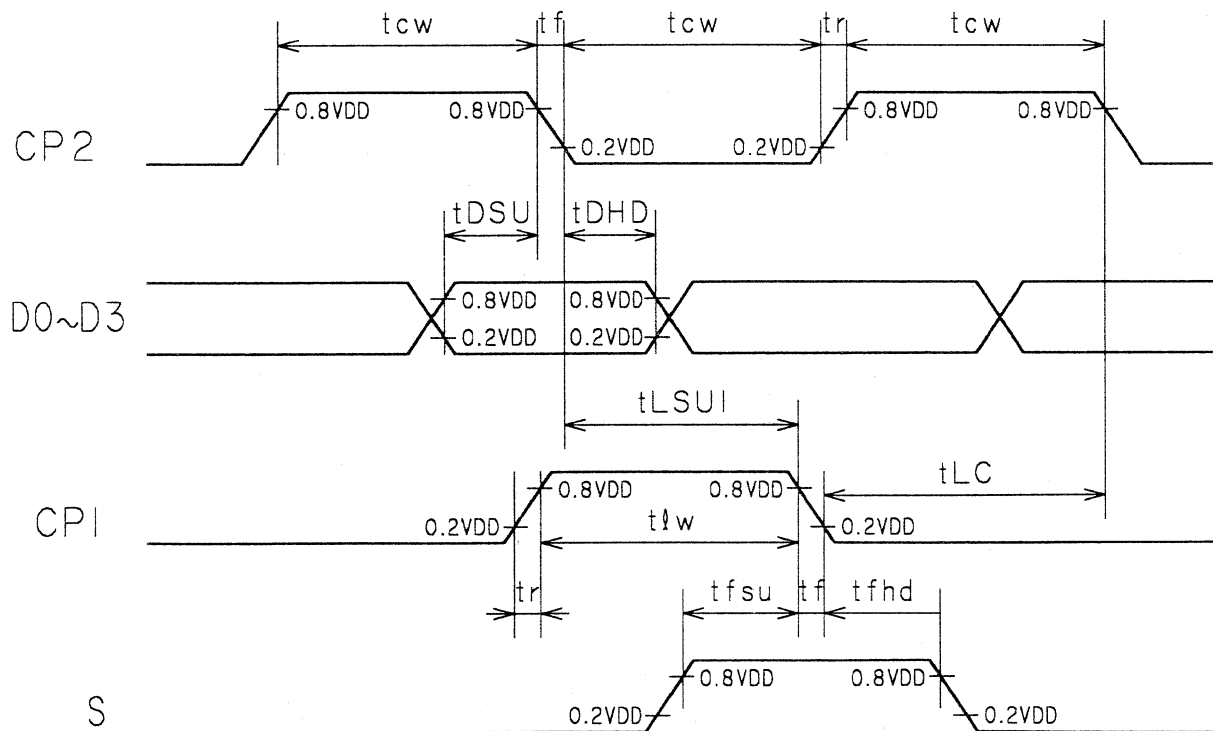 tcw tf tcw tr tcw
0.8VDD 0.8VDD 0.8VDD 0.8VDD
CP2
0.2VDD 0.2VDD
tDSU tDHD
0.8VDD 0.8VDD
D0~D3
0.2VDD 0.2VDD
tLSU1
tLC
0.8VDD 0.8VDD
CP1
0.2VDD tlw 0.2VDD
tr tfsu tf tfhd
0.8VDD 0.8VDD
S
0.2VDD 0.2VDD